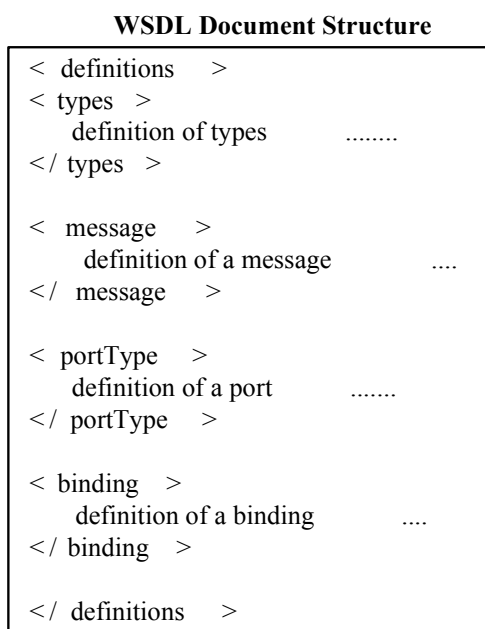 WSDL Document Structure
< definitions >
< types >
definition of types ........
</ types >
< message >
definition of a message ....
</ message >
< portType >
definition of a port .......
</ portType >
< binding >
definition of a binding ....
</ binding >
</ definitions >